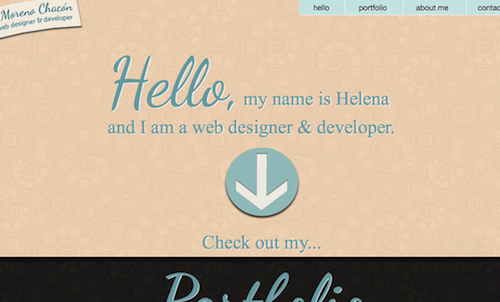 Moreno Chacón
web designer & developer
hello portfolio about me contact
Hello, my name is Helena
and I am a web designer & developer.
Check out my...
Portfolio